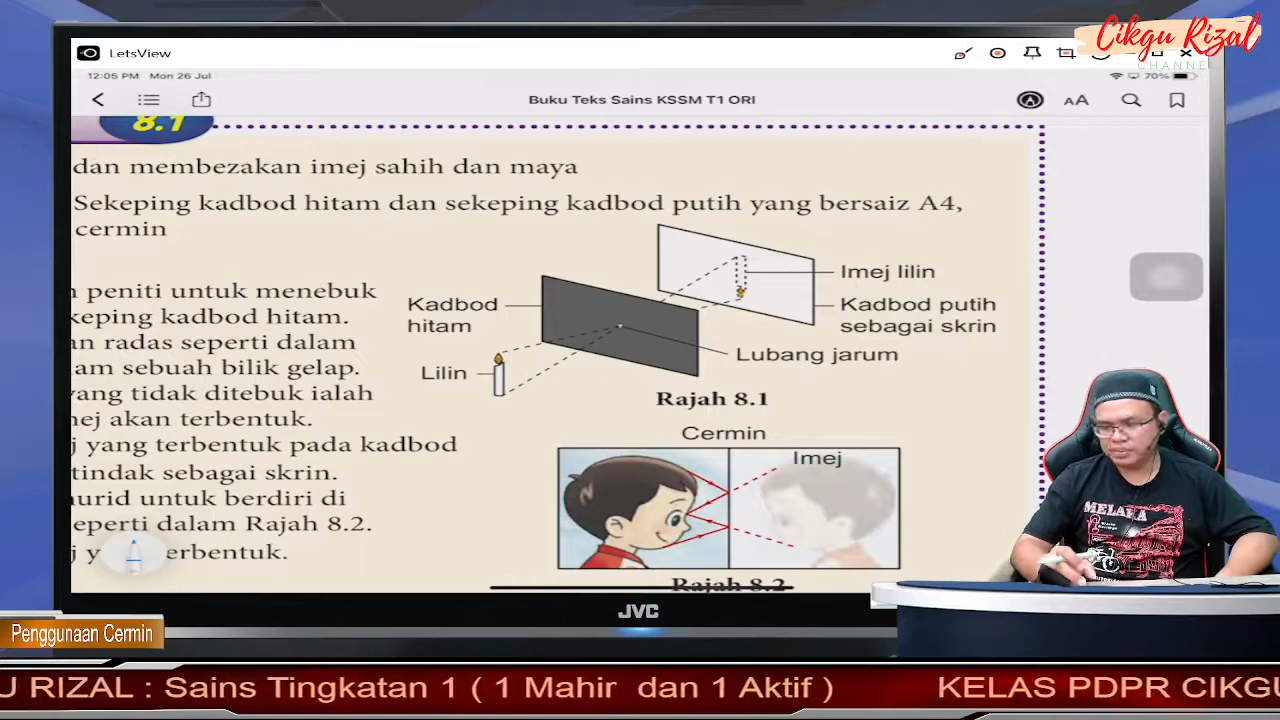 Cikgu Rizal
CHANNEL
LetsView
12:05 PM Mon 26 Jul
70%
Buku Teks Sains KSSM T1 ORI
AA
8.1
dan membezakan imej sahih dan maya
Sekeping kadbod hitam dan sekeping kadbod putih yang bersaiz A4,
cermin
peniti untuk menebuk
keping kadbod hitam.
radas seperti dalam
sebuah bilik gelap.
yang tidak ditebuk ialah
akan terbentuk.
yang terbentuk pada kadbod
tindak sebagai skrin.
untuk berdiri di
seperti dalam Rajah 8.2.
erbentuk.
Kadbod
hitam
Lilin
Imej lilin
Kadbod putih
sebagai skrin
Lubang jarum
Rajah 8.1
Cermin
Imej
Rajah 8.2
MELAKA
JVC
Penggunaan Cermin
U RIZAL : Sains Tingkatan 1 ( 1 Mahir dan 1 Aktif )
KELAS PDPR CIKGU